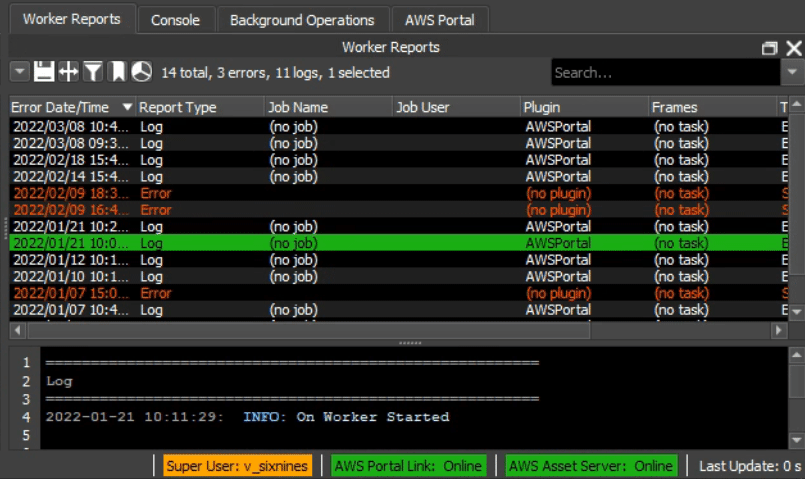 Worker Reports Console Background Operations AWS Portal
Worker Reports
14 total, 3 errors, 11 logs, 1 selected Search...
Error Date/Time Report Type Job Name Job User Plugin Frames T
2022/03/08 10:4... Log (no job) AWSPortal (no task) E
2022/03/08 09:3... Log (no job) AWSPortal (no task) E
2022/02/18 15:4... Log (no job) AWSPortal (no task) E
2022/02/14 15:4... Log (no job) AWSPortal (no task) E
2022/02/09 18:3... Error (no plugin) (no task) S
2022/02/09 16:4... Error (no plugin) (no task) S
2022/01/21 10:2... Log (no job) AWSPortal (no task) E
2022/01/21 10:0... Log (no job) AWSPortal (no task) E
2022/01/12 10:1... Log (no job) AWSPortal (no task) E
2022/01/10 10:1... Log (no job) AWSPortal (no task) E
2022/01/07 15:0... Error (no plugin) (no task) S
2022/01/07 10:4... Log (no job) AWSPortal (no task) E
1 =======================================================
2 Log
3 =======================================================
4 2022-01-21 10:11:29: INFO: On Worker Started
5
Super User: v_sixnines AWS Portal Link: Online AWS Asset Server: Online Last Update: 0 s